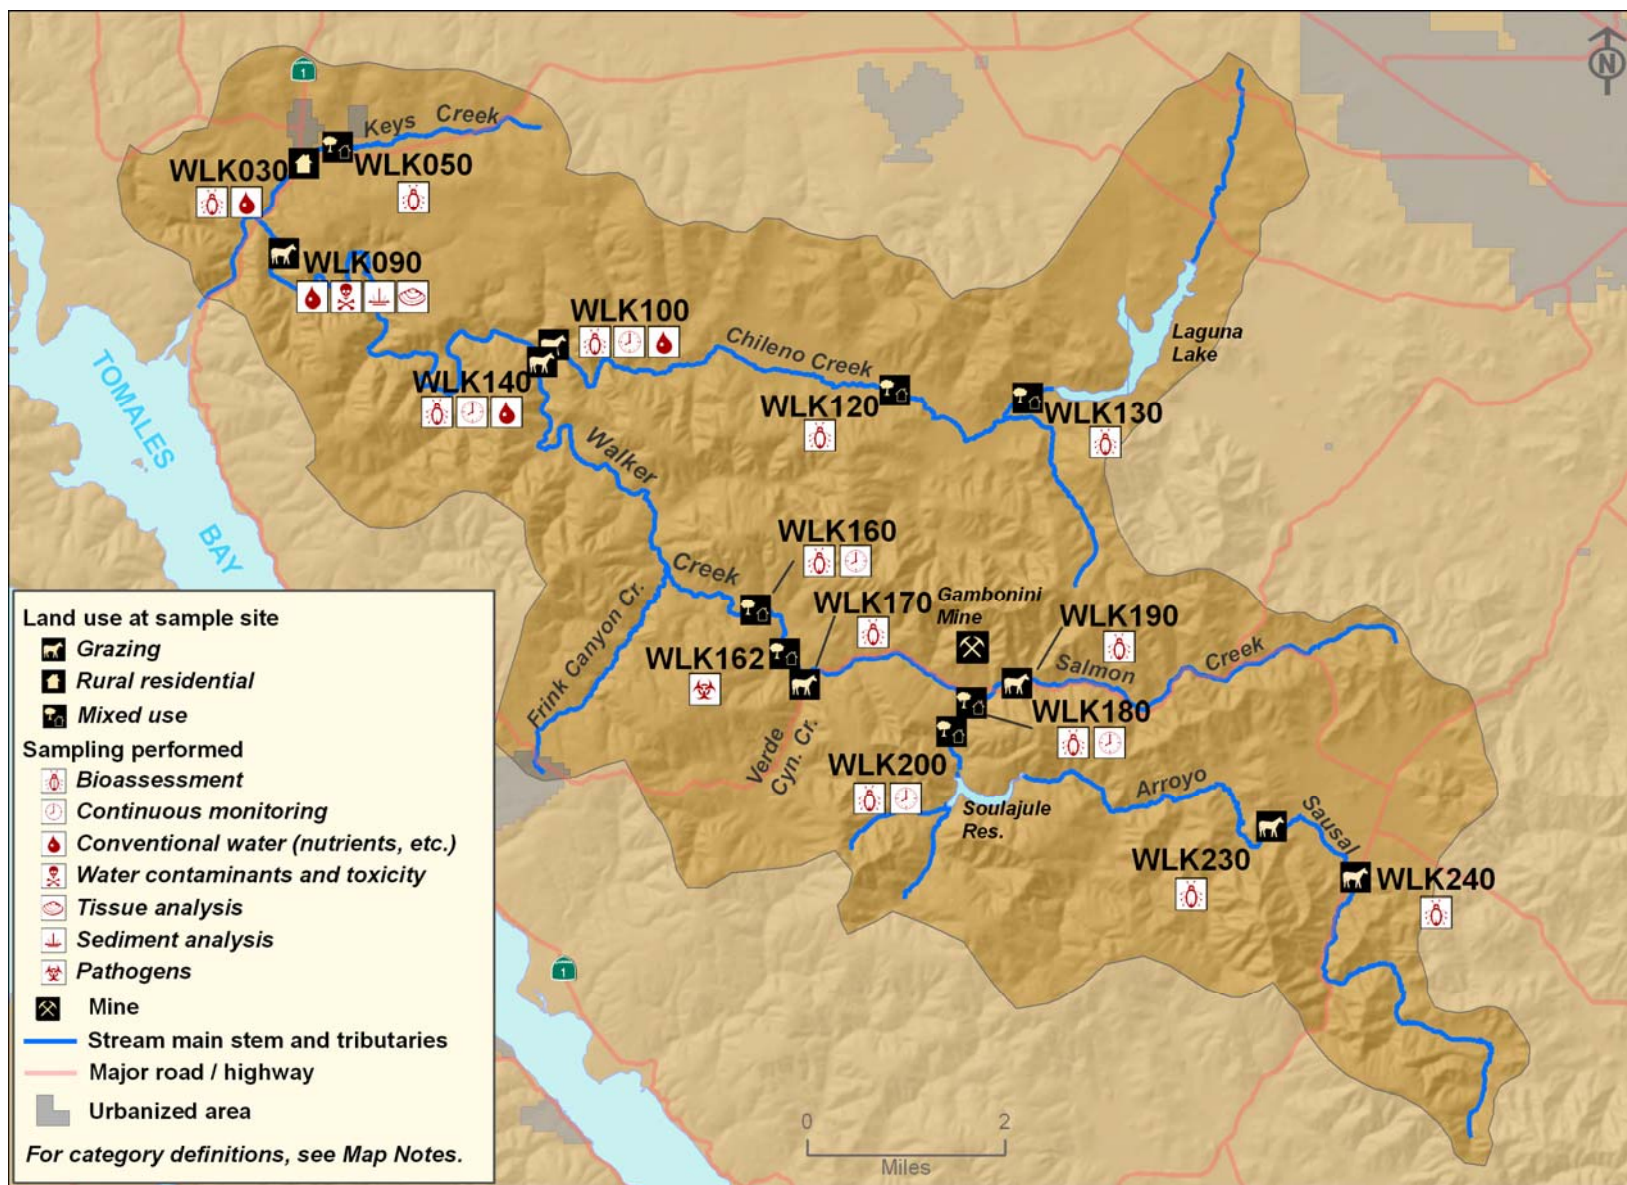 1
N
Keys Creek
WLK030
WLK050
WLK090
WLK100
Chileno Creek
Laguna
Lake
TOMALES
BAY
WLK140
WLK120
WLK130
Walker
Creek
WLK160
Frink Canyon Cr.
WLK170
Gambonini
Mine
WLK190
WLK162
Salmon
Creek
Verde
Cyn. Cr.
WLK180
WLK200
Soulajule
Res.
Arroyo
Sausal
WLK230
WLK240
1
0 2
Miles
Land use at sample site
Grazing
Rural residential
Mixed use
Sampling performed
Bioassessment
Continuous monitoring
Conventional water (nutrients, etc.)
Water contaminants and toxicity
Tissue analysis
Sediment analysis
Pathogens
Mine
Stream main stem and tributaries
Major road / highway
Urbanized area
For category definitions, see Map Notes.